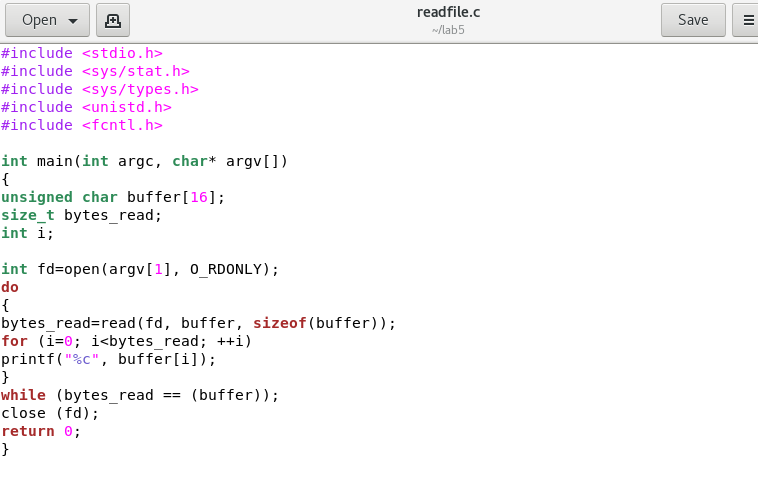 Open
readfile.c
~/lab5
Save
#include <stdio.h>
#include <sys/stat.h>
#include <sys/types.h>
#include <unistd.h>
#include <fcntl.h>
int main(int argc, char* argv[])
{
unsigned char buffer[16];
size_t bytes_read;
int i;
int fd=open(argv[1], O_RDONLY);
do
{
bytes_read=read(fd, buffer, sizeof(buffer));
for (i=0; i<bytes_read; ++i)
printf("%c", buffer[i]);
}
while (bytes_read == (buffer));
close (fd);
return 0;
}